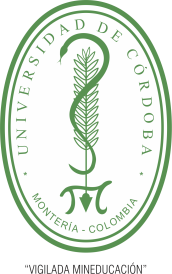 * UNIVERSIDAD DE CÓRDOBA *
MONTERÍA - COLOMBIA
"VIGILADA MINEDUCACIÓN"